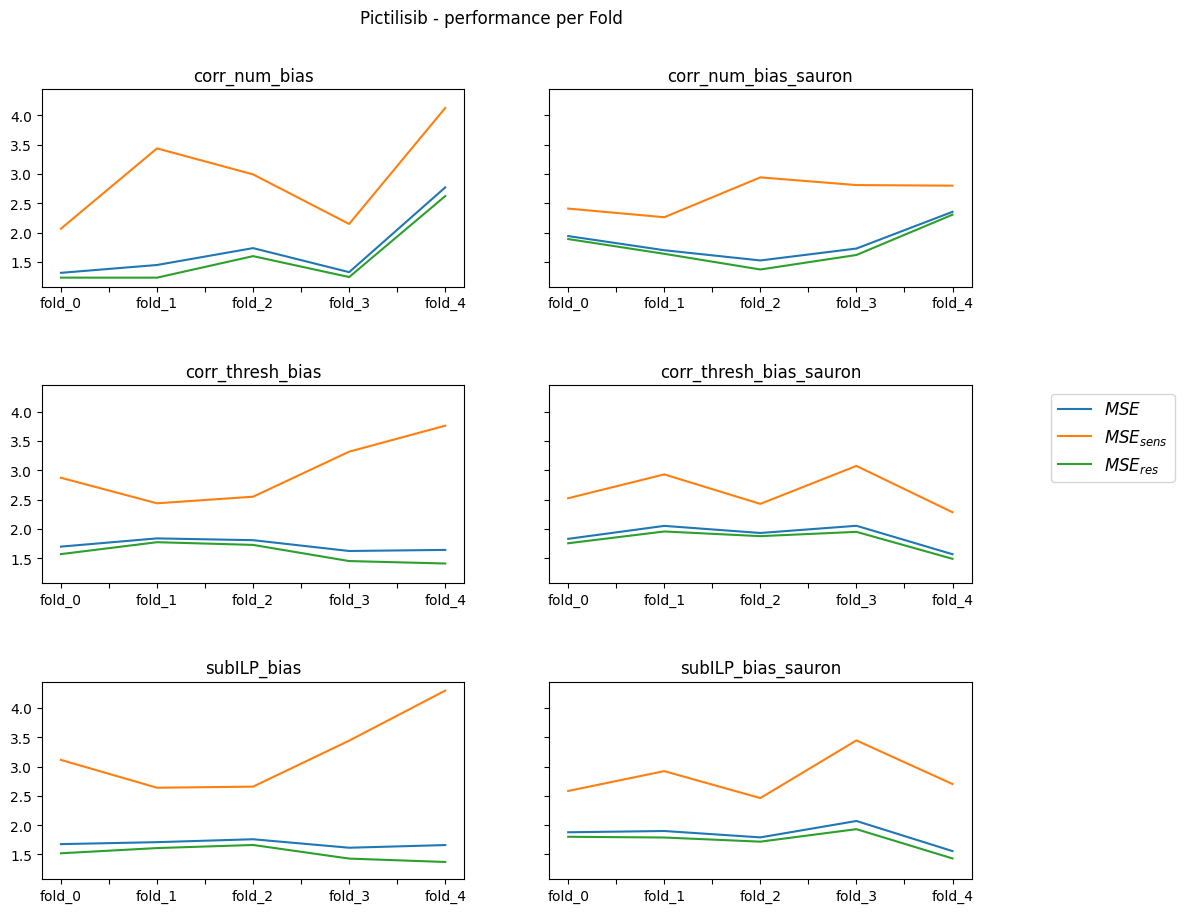 Pictilisib - performance per Fold
corr_num_bias
4.0
3.5
3.0
2.5
2.0
1.5
fold_0 fold_1 fold_2 fold_3 fold_4
corr_num_bias_sauron
fold_0 fold_1 fold_2 fold_3 fold_4
corr_thresh_bias
4.0
3.5
3.0
2.5
2.0
1.5
fold_0 fold_1 fold_2 fold_3 fold_4
corr_thresh_bias_sauron
fold_0 fold_1 fold_2 fold_3 fold_4
MSE
MSE_sens
MSE_res
subILP_bias
4.0
3.5
3.0
2.5
2.0
1.5
fold_0 fold_1 fold_2 fold_3 fold_4
subILP_bias_sauron
fold_0 fold_1 fold_2 fold_3 fold_4